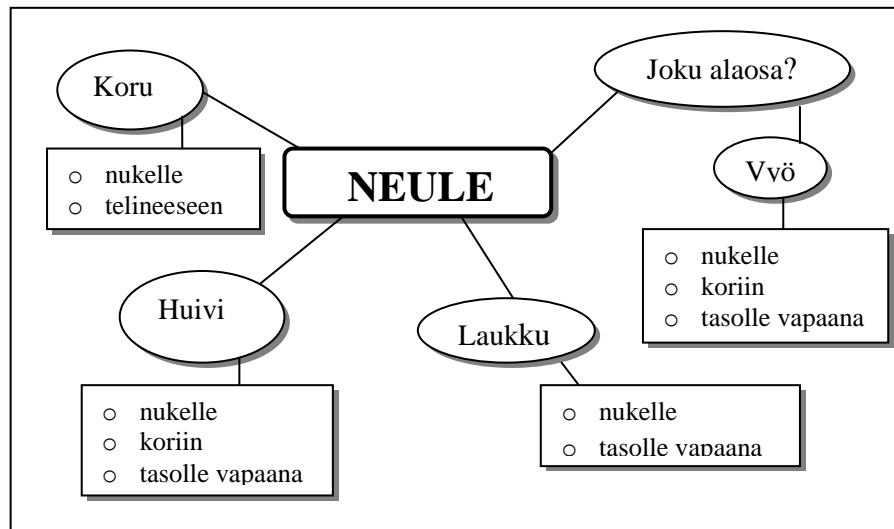 Koru
o nukelle
o telineeseen
NEULE
Joku alaosa?
Vvö
o nukelle
o koriin
o tasolle vapaana
Huivi
o nukelle
o koriin
o tasolle vapaana
Laukku
o nukelle
o tasolle vapaana